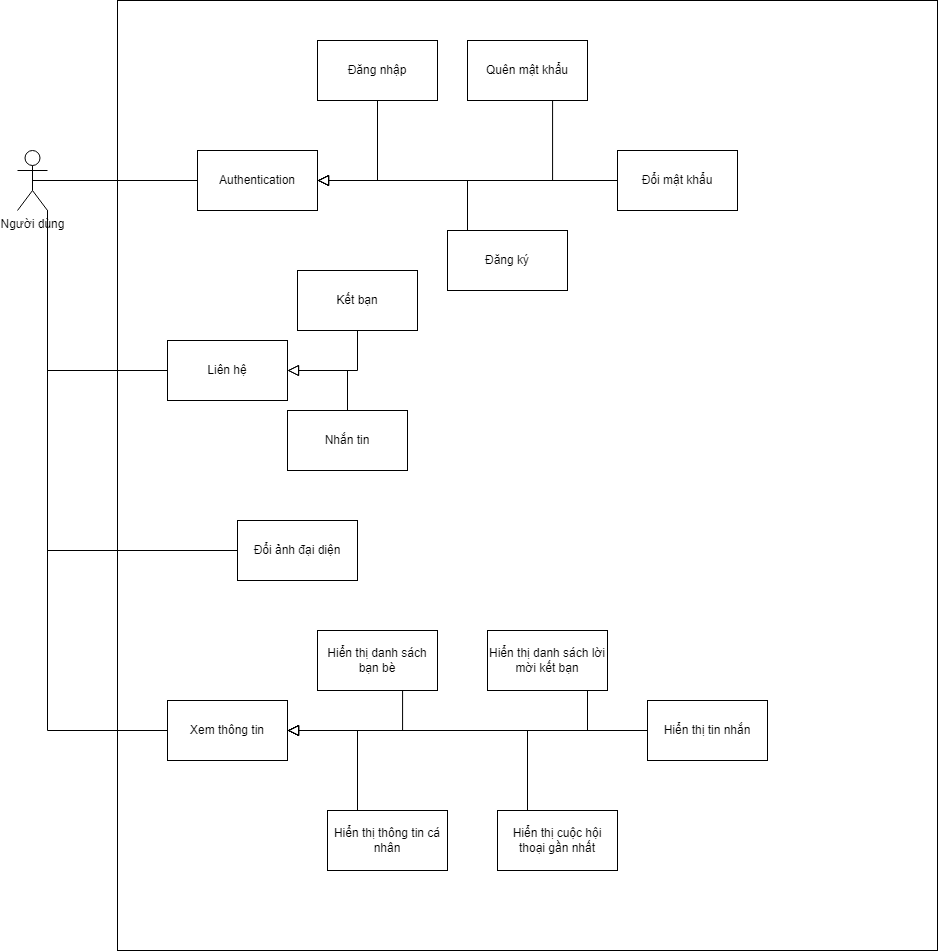 Đăng nhập
Quên mật khẩu
Người dùng
Authentication
Đổi mật khẩu
Đăng ký
Kết bạn
Liên hệ
Nhắn tin
Đổi ảnh đại diện
Hiển thị danh sách
bạn bè
Hiển thị danh sách lời
mời kết bạn
Xem thông tin
Hiển thị tin nhắn
Hiển thị thông tin cá
nhân
Hiển thị cuộc hội
thoại gần nhất